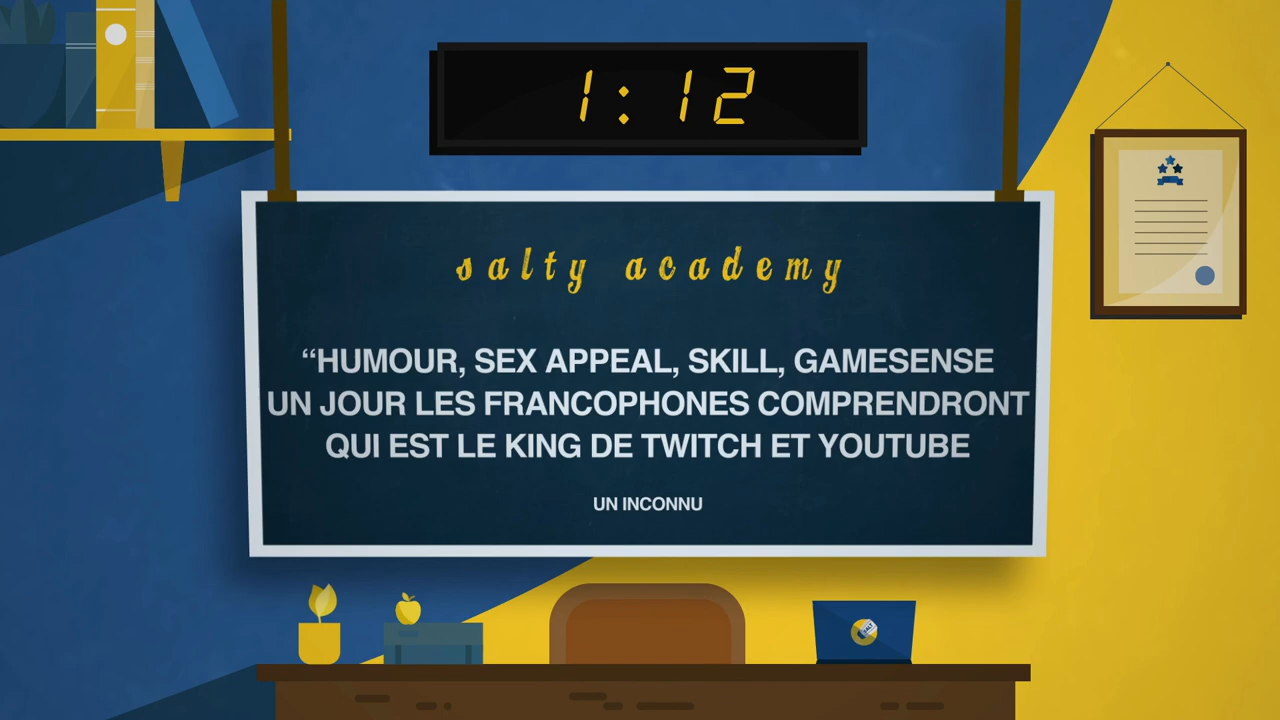 1:12
salty academy
“HUMOUR, SEX APPEAL, SKILL, GAMESENSE
UN JOUR LES FRANCOPHONES COMPRENDRONT
QUI EST LE KING DE TWITCH ET YOUTUBE
UN INCONNU
SALT